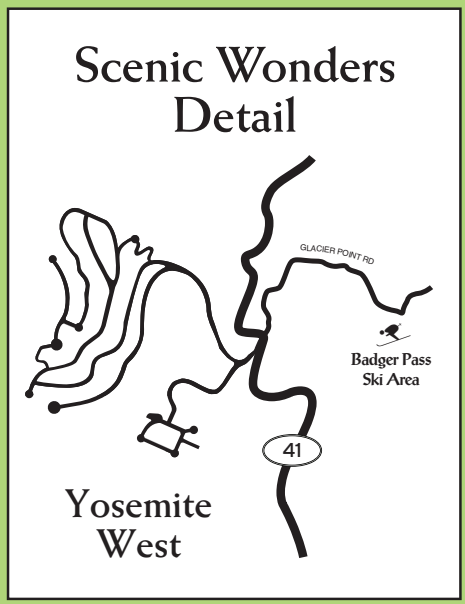 Scenic Wonders
Detail
GLACIER POINT RD
Badger Pass
Ski Area
41
Yosemite
West